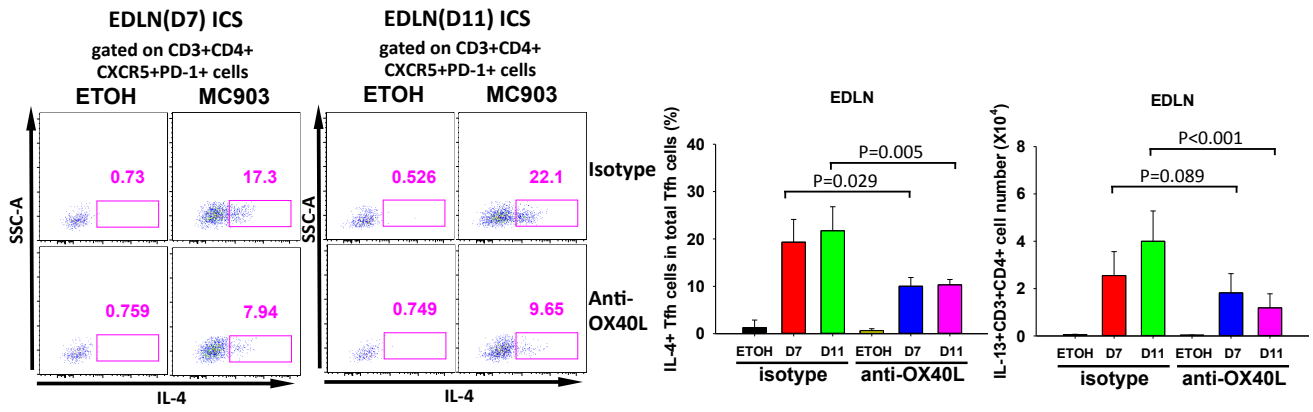 EDLN(D7) ICS
gated on CD3+CD4+
CXCR5+PD-1+ cells
ETOH MC903
SSC-A
0.73 17.3
0.759 7.94
IL-4
EDLN(D11) ICS
gated on CD3+CD4+
CXCR5+PD-1+ cells
ETOH MC903
SSC-A
0.526 22.1
Isotype
0.749 9.65
Anti-
OX40L
IL-4
EDLN
IL-4+ Tfh cells in total Tfh cells (%)
40
30
20
10
0
P=0.005
P=0.029
ETOH D7 D11 ETOH D7 D11
isotype anti-OX40L
EDLN
IL-13+CD3+CD4+ cell number (X10⁴)
8
6
4
2
0
P<0.001
P=0.089
ETOH D7 D11 ETOH D7 D11
isotype anti-OX40L